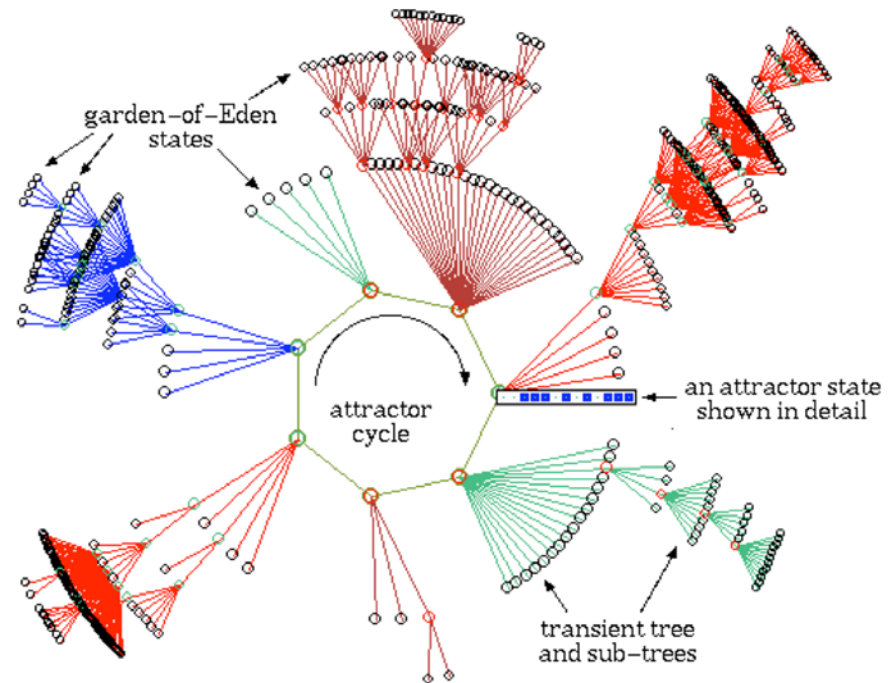 garden-of-Eden
states
attractor
cycle
an attractor state
shown in detail
transient tree
and sub-trees